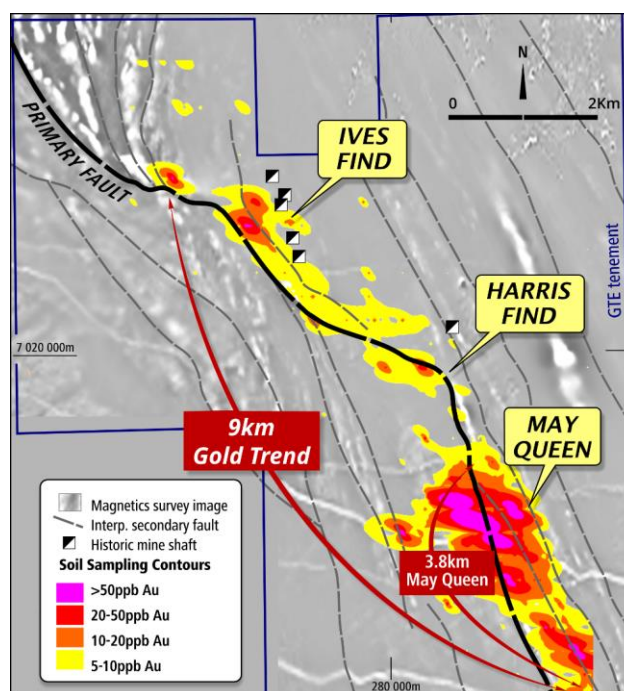 N
0 2Km
PRIMARY FAULT
IVES
FIND
GTE tenement
HARRIS
FIND
7 020 000m
MAY
QUEEN
9km
Gold Trend
3.8km
May Queen
Magnetics survey image
Interp. secondary fault
Historic mine shaft
Soil Sampling Contours
>50ppb Au
20-50ppb Au
10-20ppb Au
5-10ppb Au
280 000m